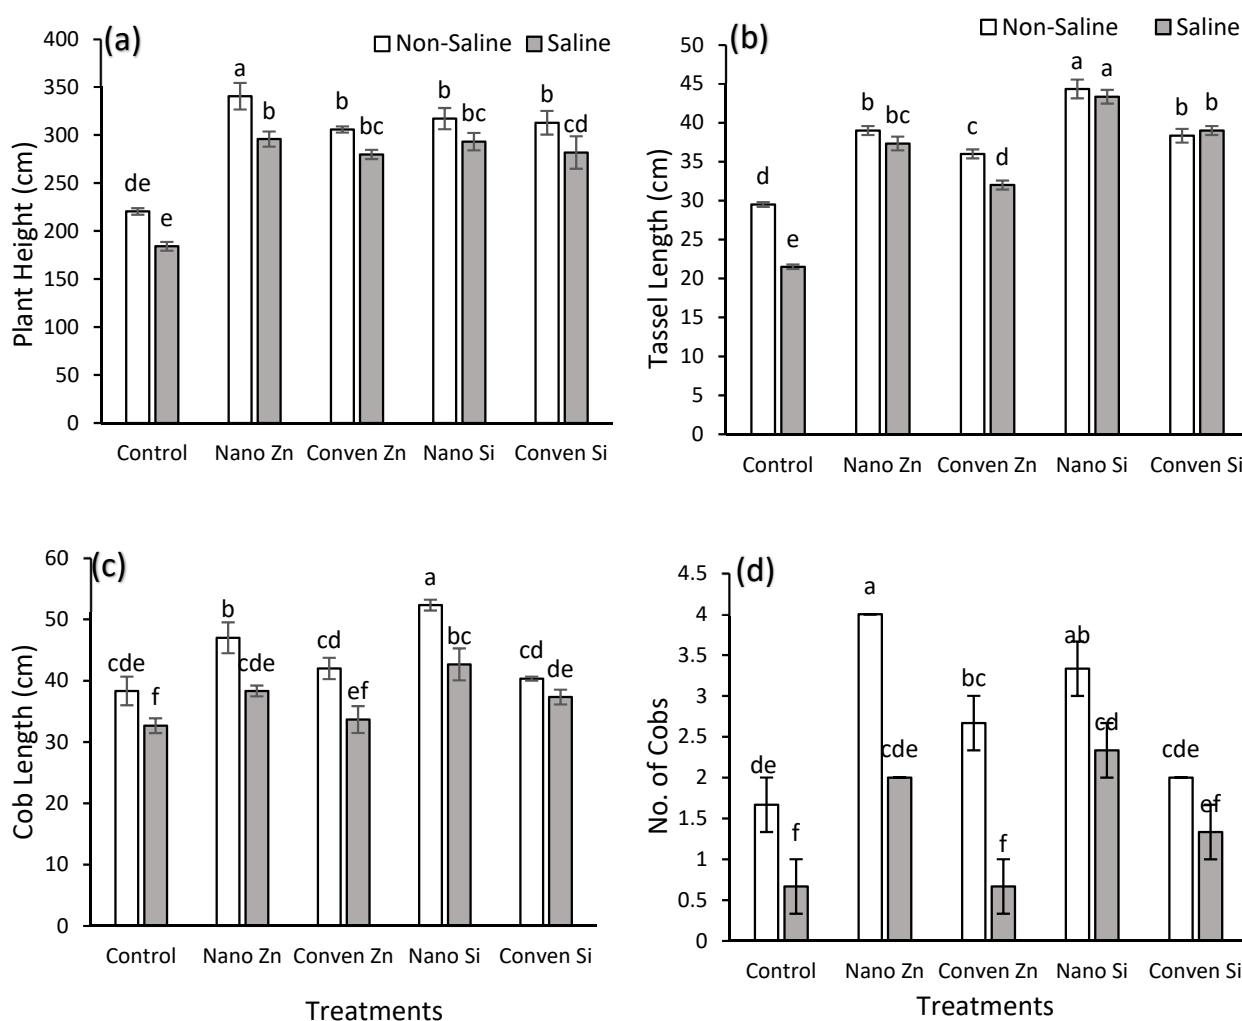 (a)
Non-Saline Saline
400
350
300
250
200
150
100
50
0
Plant Height (cm)
a
b
b
bc
b
bc
b
cd
de
e
Control Nano Zn Conven Zn Nano Si Conven Si
(b)
Non-Saline Saline
50
45
40
35
30
25
20
15
10
5
0
Tassel Length (cm)
d
e
b
bc
c
d
a
a
b
b
Control Nano Zn Conven Zn Nano Si Conven Si
(c)
60
50
40
30
20
10
0
Cob Length (cm)
cde
f
b
cde
cd
ef
a
bc
cd
de
Control Nano Zn Conven Zn Nano Si Conven Si
Treatments
(d)
4.5
4
3.5
3
2.5
2
1.5
1
0.5
0
No. of Cobs
de
f
a
cde
bc
f
ab
cd
cde
ef
Control Nano Zn Conven Zn Nano Si Conven Si
Treatments